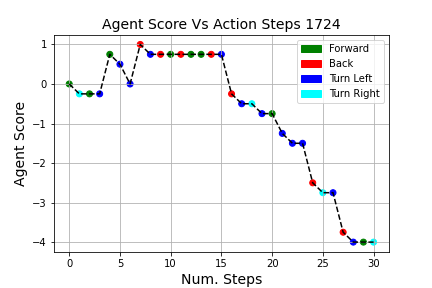 Agent Score Vs Action Steps 1724
Agent Score
1
0
−1
−2
−3
−4
Forward
Back
Turn Left
Turn Right
0 5 10 15 20 25 30
Num. Steps